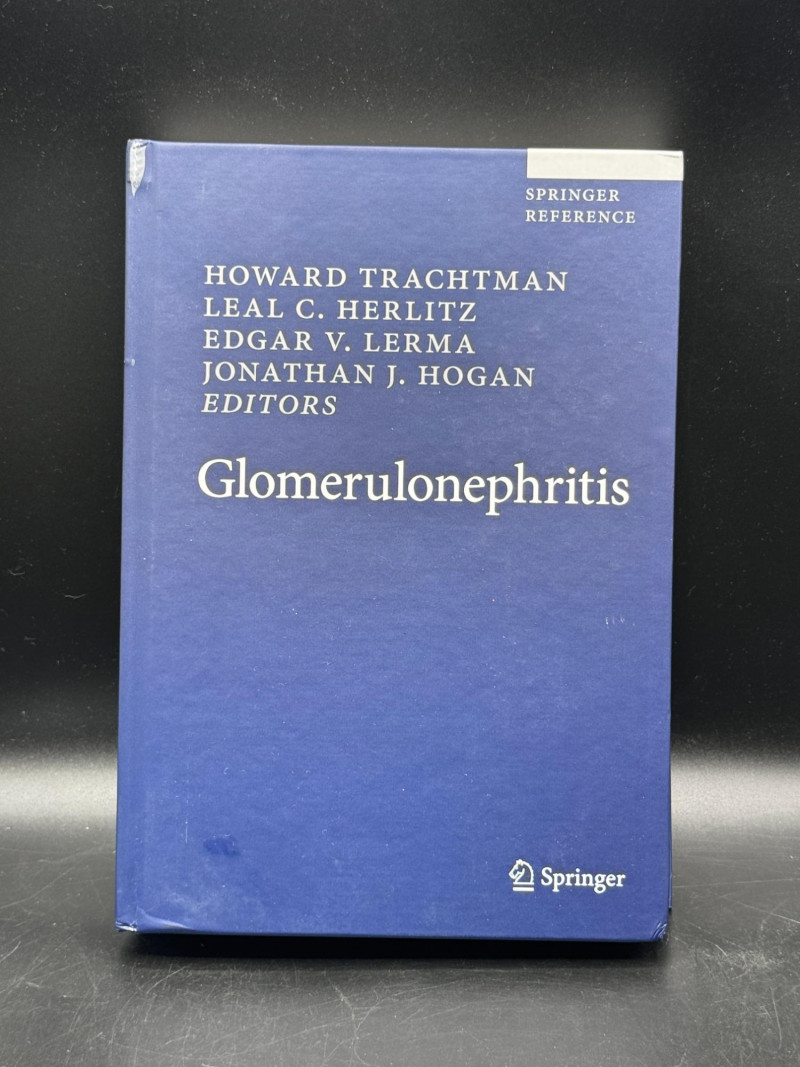 SPRINGER
REFERENCE
HOWARD TRACHTMAN
LEAL C. HERLITZ
EDGAR V. LERMA
JONATHAN J. HOGAN
EDITORS
Glomerulonephritis
Springer